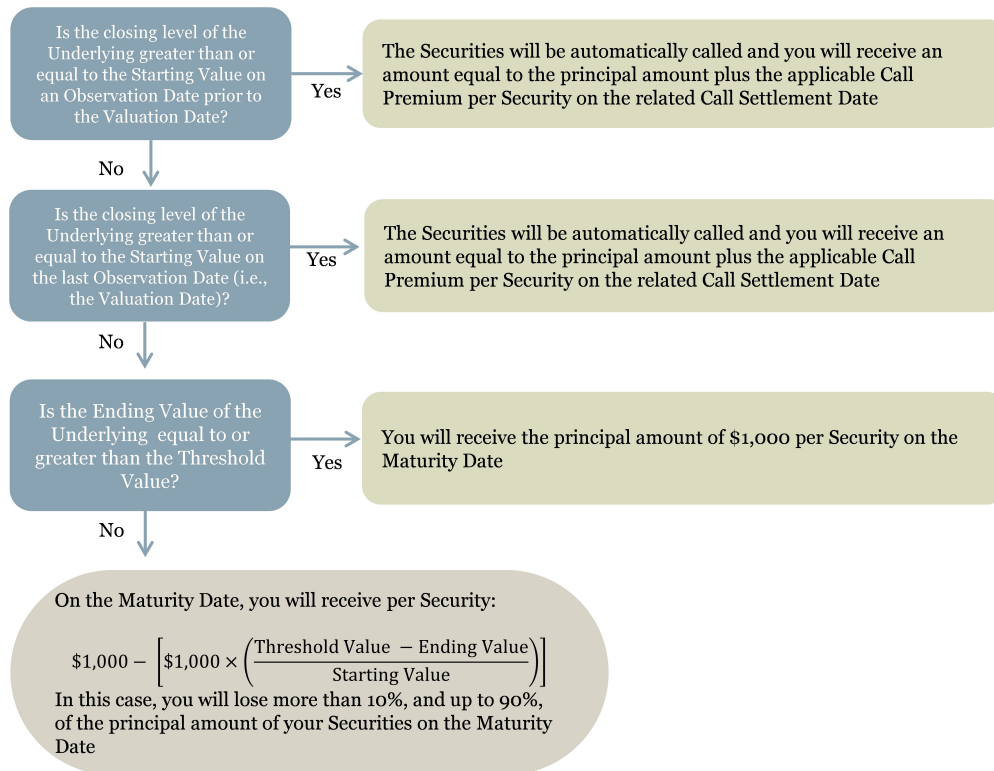 Is the closing level of the
Underlying greater than or
equal to the Starting Value on
an Observation Date prior to
the Valuation Date?
Yes
The Securities will be automatically called and you will receive an
amount equal to the principal amount plus the applicable Call
Premium per Security on the related Call Settlement Date
No
Is the closing level of the
Underlying greater than or
equal to the Starting Value on
the last Observation Date (i.e.,
the Valuation Date)?
Yes
The Securities will be automatically called and you will receive an
amount equal to the principal amount plus the applicable Call
Premium per Security on the related Call Settlement Date
No
Is the Ending Value of the
Underlying equal to or
greater than the Threshold
Value?
Yes
You will receive the principal amount of $1,000 per Security on the
Maturity Date
No
On the Maturity Date, you will receive per Security:
$1,000 − [$1,000 × (Threshold Value − Ending Value / Starting Value)]
In this case, you will lose more than 10%, and up to 90%,
of the principal amount of your Securities on the Maturity
Date